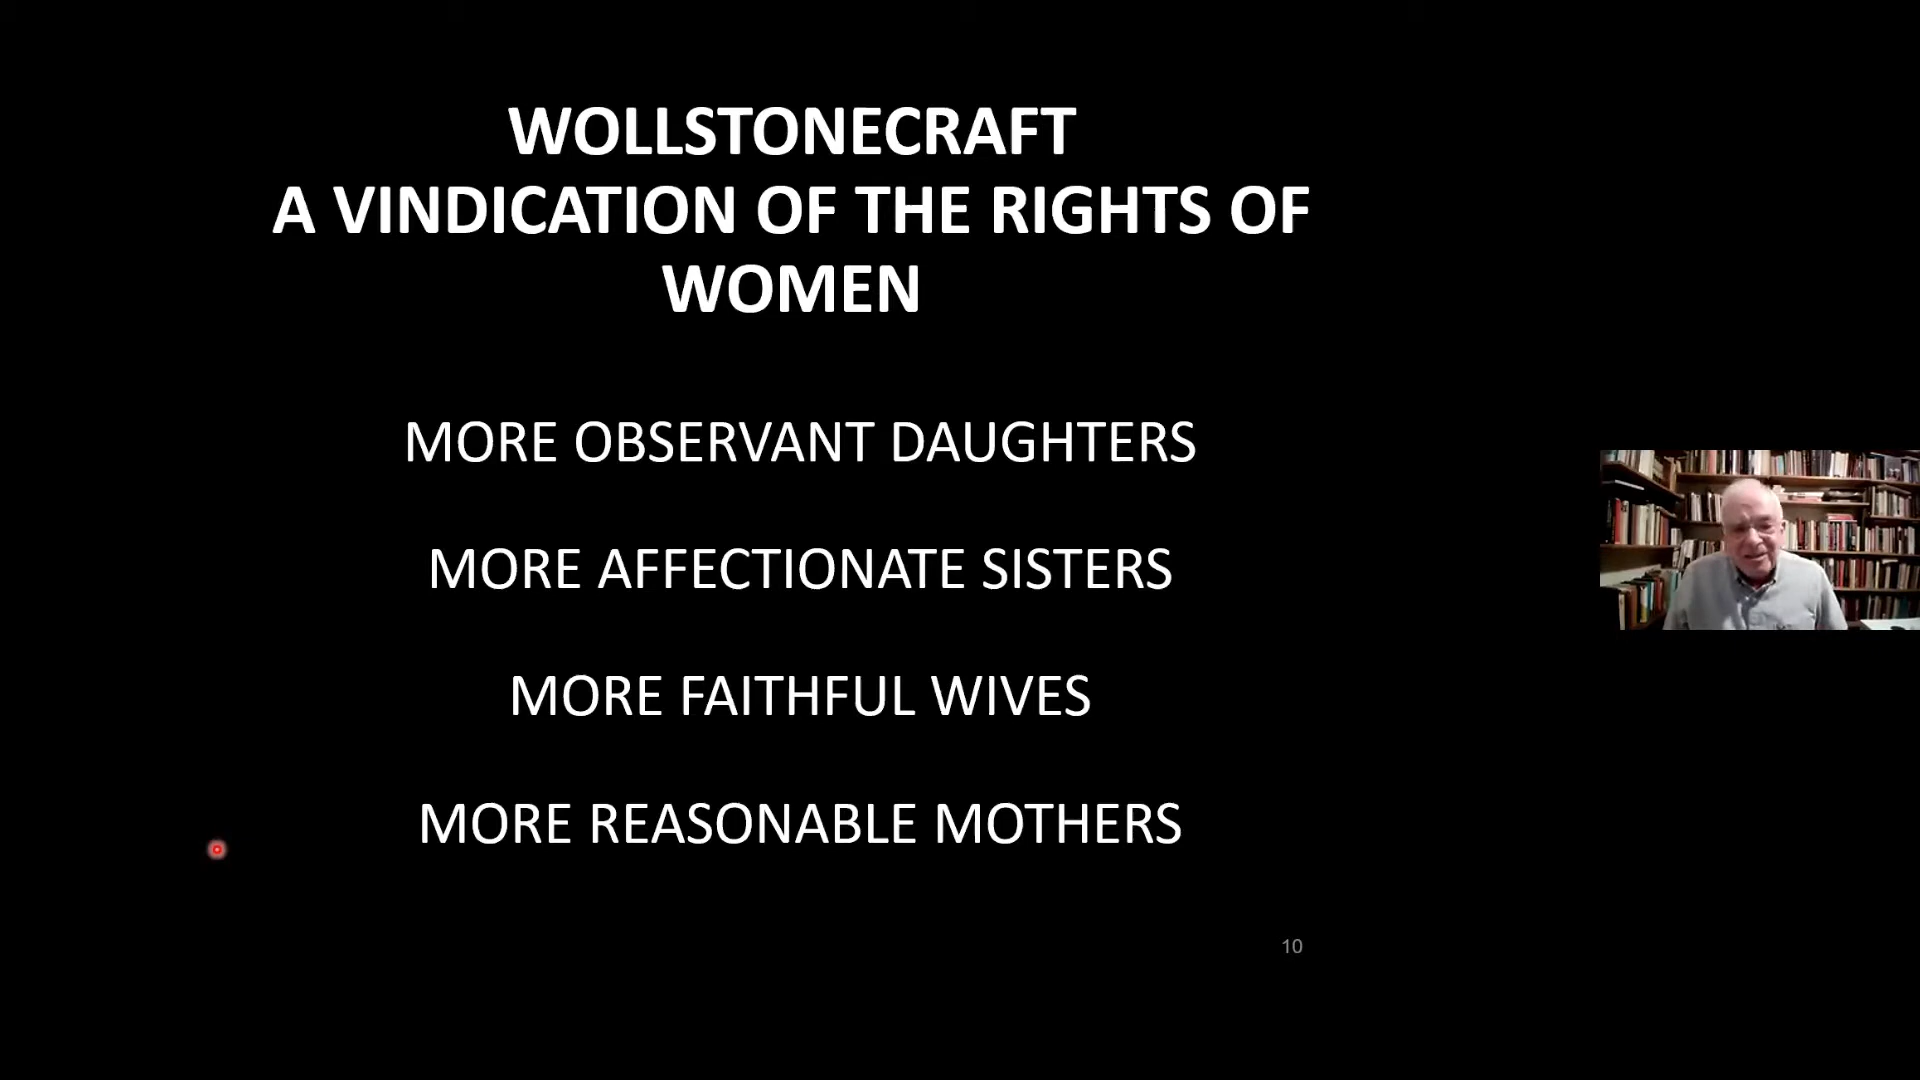 WOLLSTONECRAFT
A VINDICATION OF THE RIGHTS OF
WOMEN
MORE OBSERVANT DAUGHTERS
MORE AFFECTIONATE SISTERS
MORE FAITHFUL WIVES
MORE REASONABLE MOTHERS
10